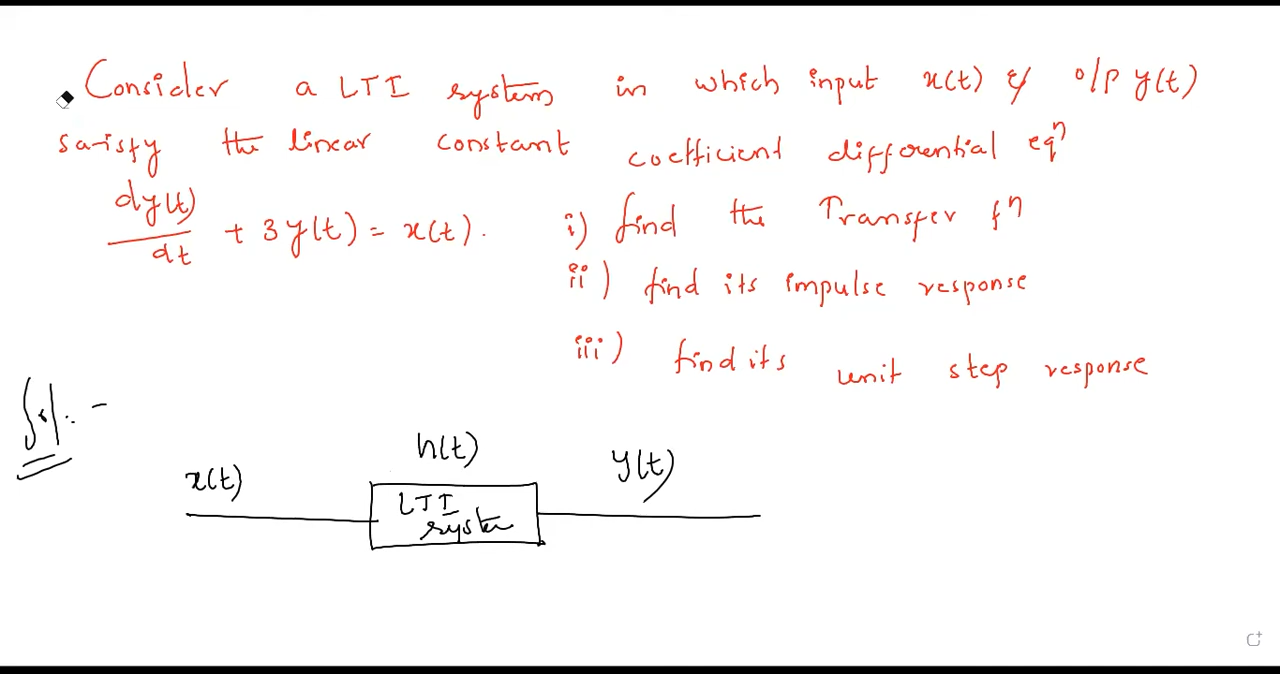 Consider a LTI system in which input x(t) & o/p y(t)
satisfy the linear constant coefficient differential eqⁿ
dy(t)/dt + 3y(t) = x(t).
i) find the Transfer fⁿ
ii) find its impulse response
iii) find its unit step response
Sol: -
h(t)
x(t)
y(t)
LTI
syste